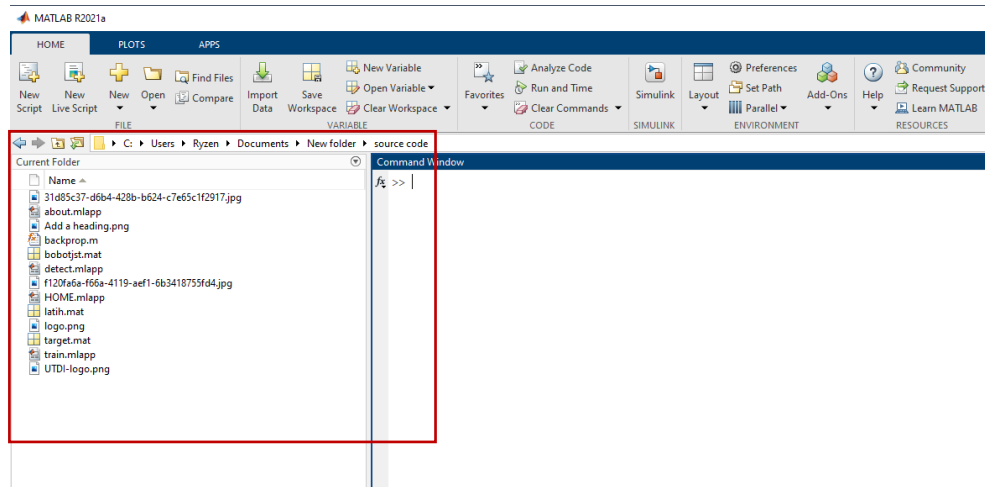 MATLAB R2021a
HOME PLOTS APPS
New Script
New Live Script
New
Open
Find Files
Compare
FILE
Import Data
Save Workspace
New Variable
Open Variable
Clear Workspace
VARIABLE
Favorites
Analyze Code
Run and Time
Clear Commands
CODE
Simulink
SIMULINK
Layout
Preferences
Set Path
Parallel
Add-Ons
ENVIRONMENT
Help
Community
Request Support
Learn MATLAB
RESOURCES
C: Users Ryzen Documents New folder source code
Current Folder
Name
31d85c37-d6b4-428b-b624-c7e65c1f2917.jpg
about.mlapp
Add a heading.png
backprop.m
bobotjst.mat
detect.mlapp
f120fa6a-f66a-4119-aef1-6b3418755fd4.jpg
HOME.mlapp
latih.mat
logo.png
target.mat
train.mlapp
UTDI-logo.png
Command Window
fx >>